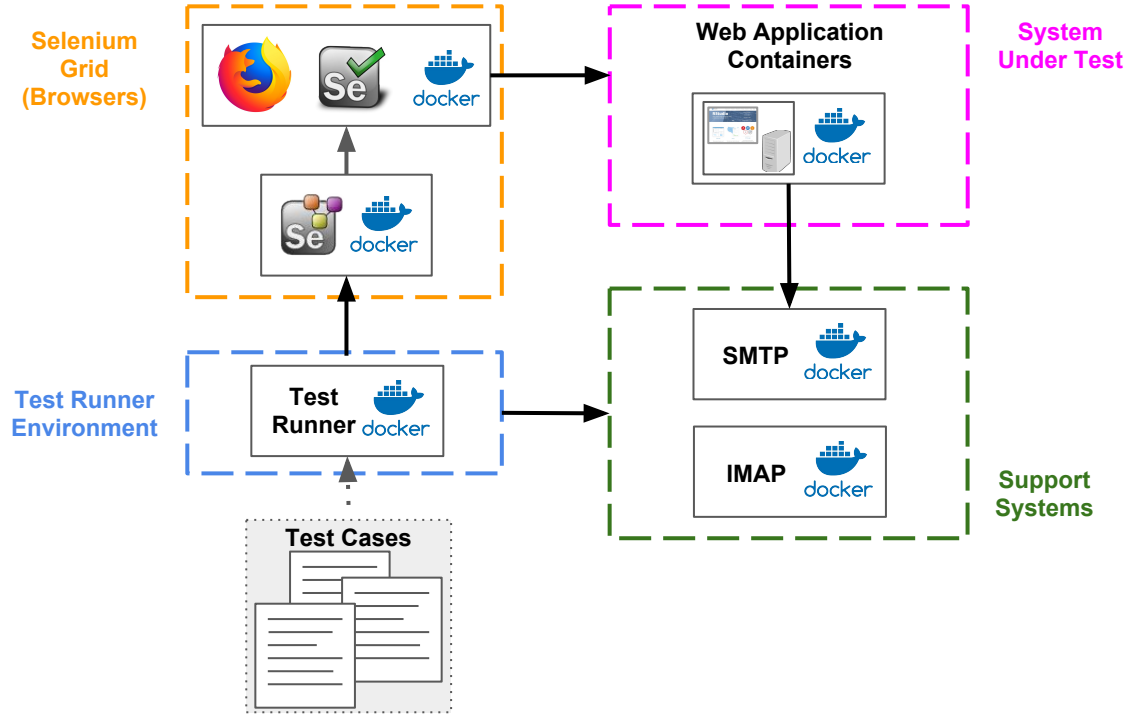 Selenium
Grid
(Browsers)
Se
docker
Se
docker
Web Application
Containers
docker
System
Under Test
Test Runner
Environment
Test
Runner
docker
SMTP
docker
IMAP
docker
Support
Systems
Test Cases